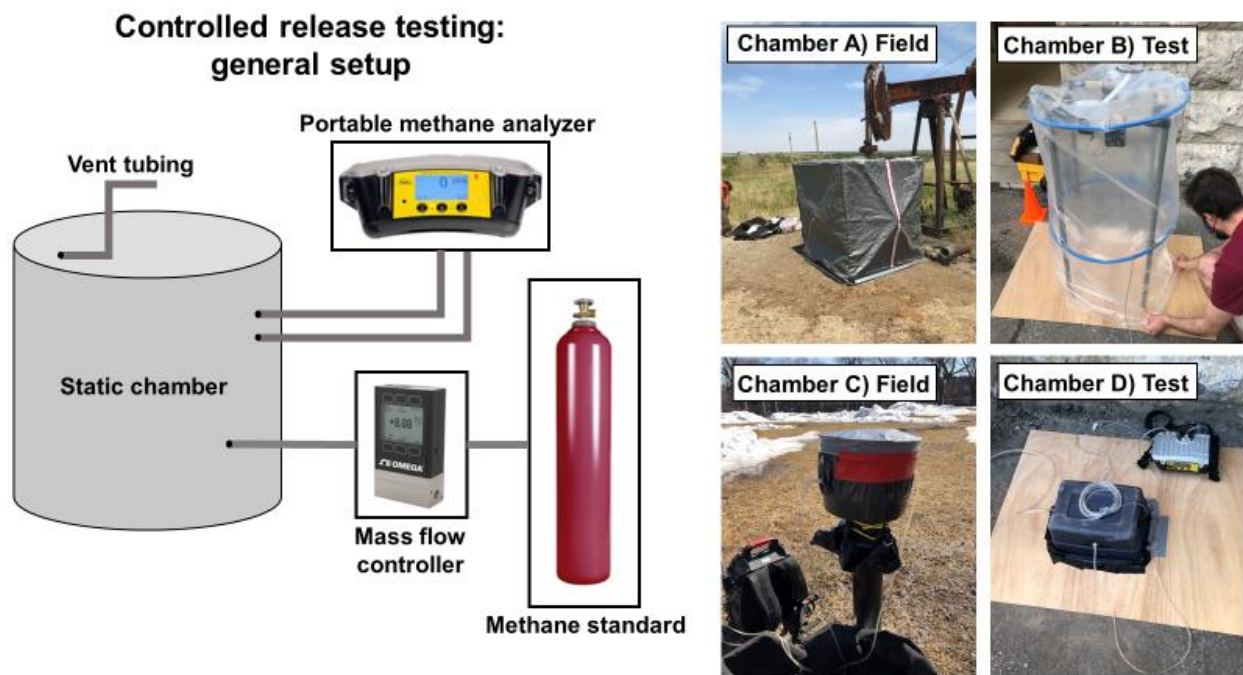 Controlled release testing:
general setup
Portable methane analyzer
Vent tubing
Static chamber
OMEGA
Mass flow
controller
Methane standard
Chamber A) Field
Chamber B) Test
Chamber C) Field
Chamber D) Test